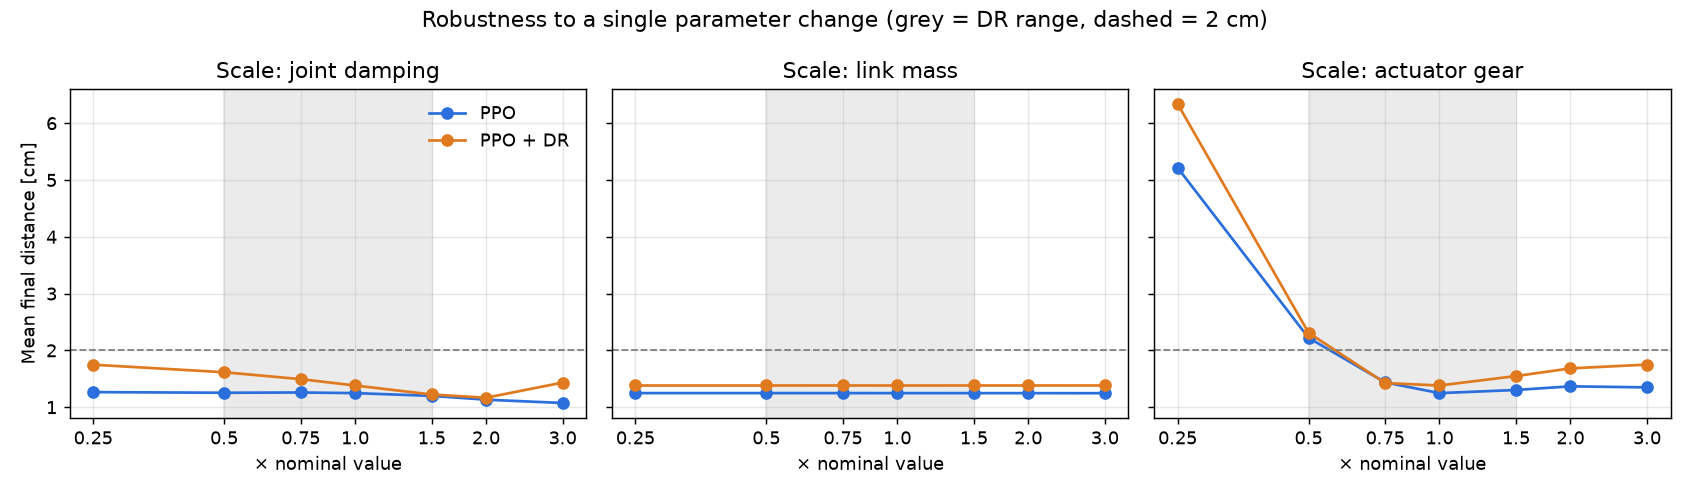 Robustness to a single parameter change (grey = DR range, dashed = 2 cm)
Scale: joint damping
Mean final distance [cm]
6
5
4
3
2
1
PPO
PPO + DR
0.25 0.5 0.75 1.0 1.5 2.0 3.0
× nominal value
Scale: link mass
0.25 0.5 0.75 1.0 1.5 2.0 3.0
× nominal value
Scale: actuator gear
0.25 0.5 0.75 1.0 1.5 2.0 3.0
× nominal value